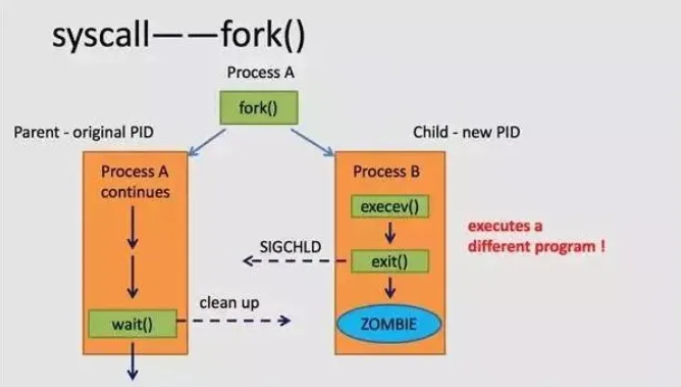 syscall——fork()
Process A
fork()
Parent - original PID
Child - new PID
Process A
continues
Process B
execev()
executes a
different program !
SIGCHLD
exit()
clean up
wait()
ZOMBIE